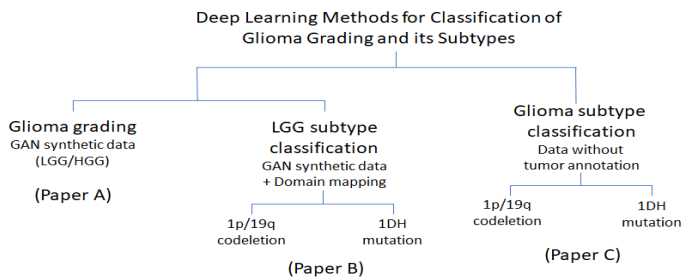 Deep Learning Methods for Classification of
Glioma Grading and its Subtypes
Glioma grading
GAN synthetic data
(LGG/HGG)
(Paper A)
LGG subtype
classification
GAN synthetic data
+ Domain mapping
1p/19q
codeletion
1DH
mutation
(Paper B)
Glioma subtype
classification
Data without
tumor annotation
1p/19q
codeletion
1DH
mutation
(Paper C)